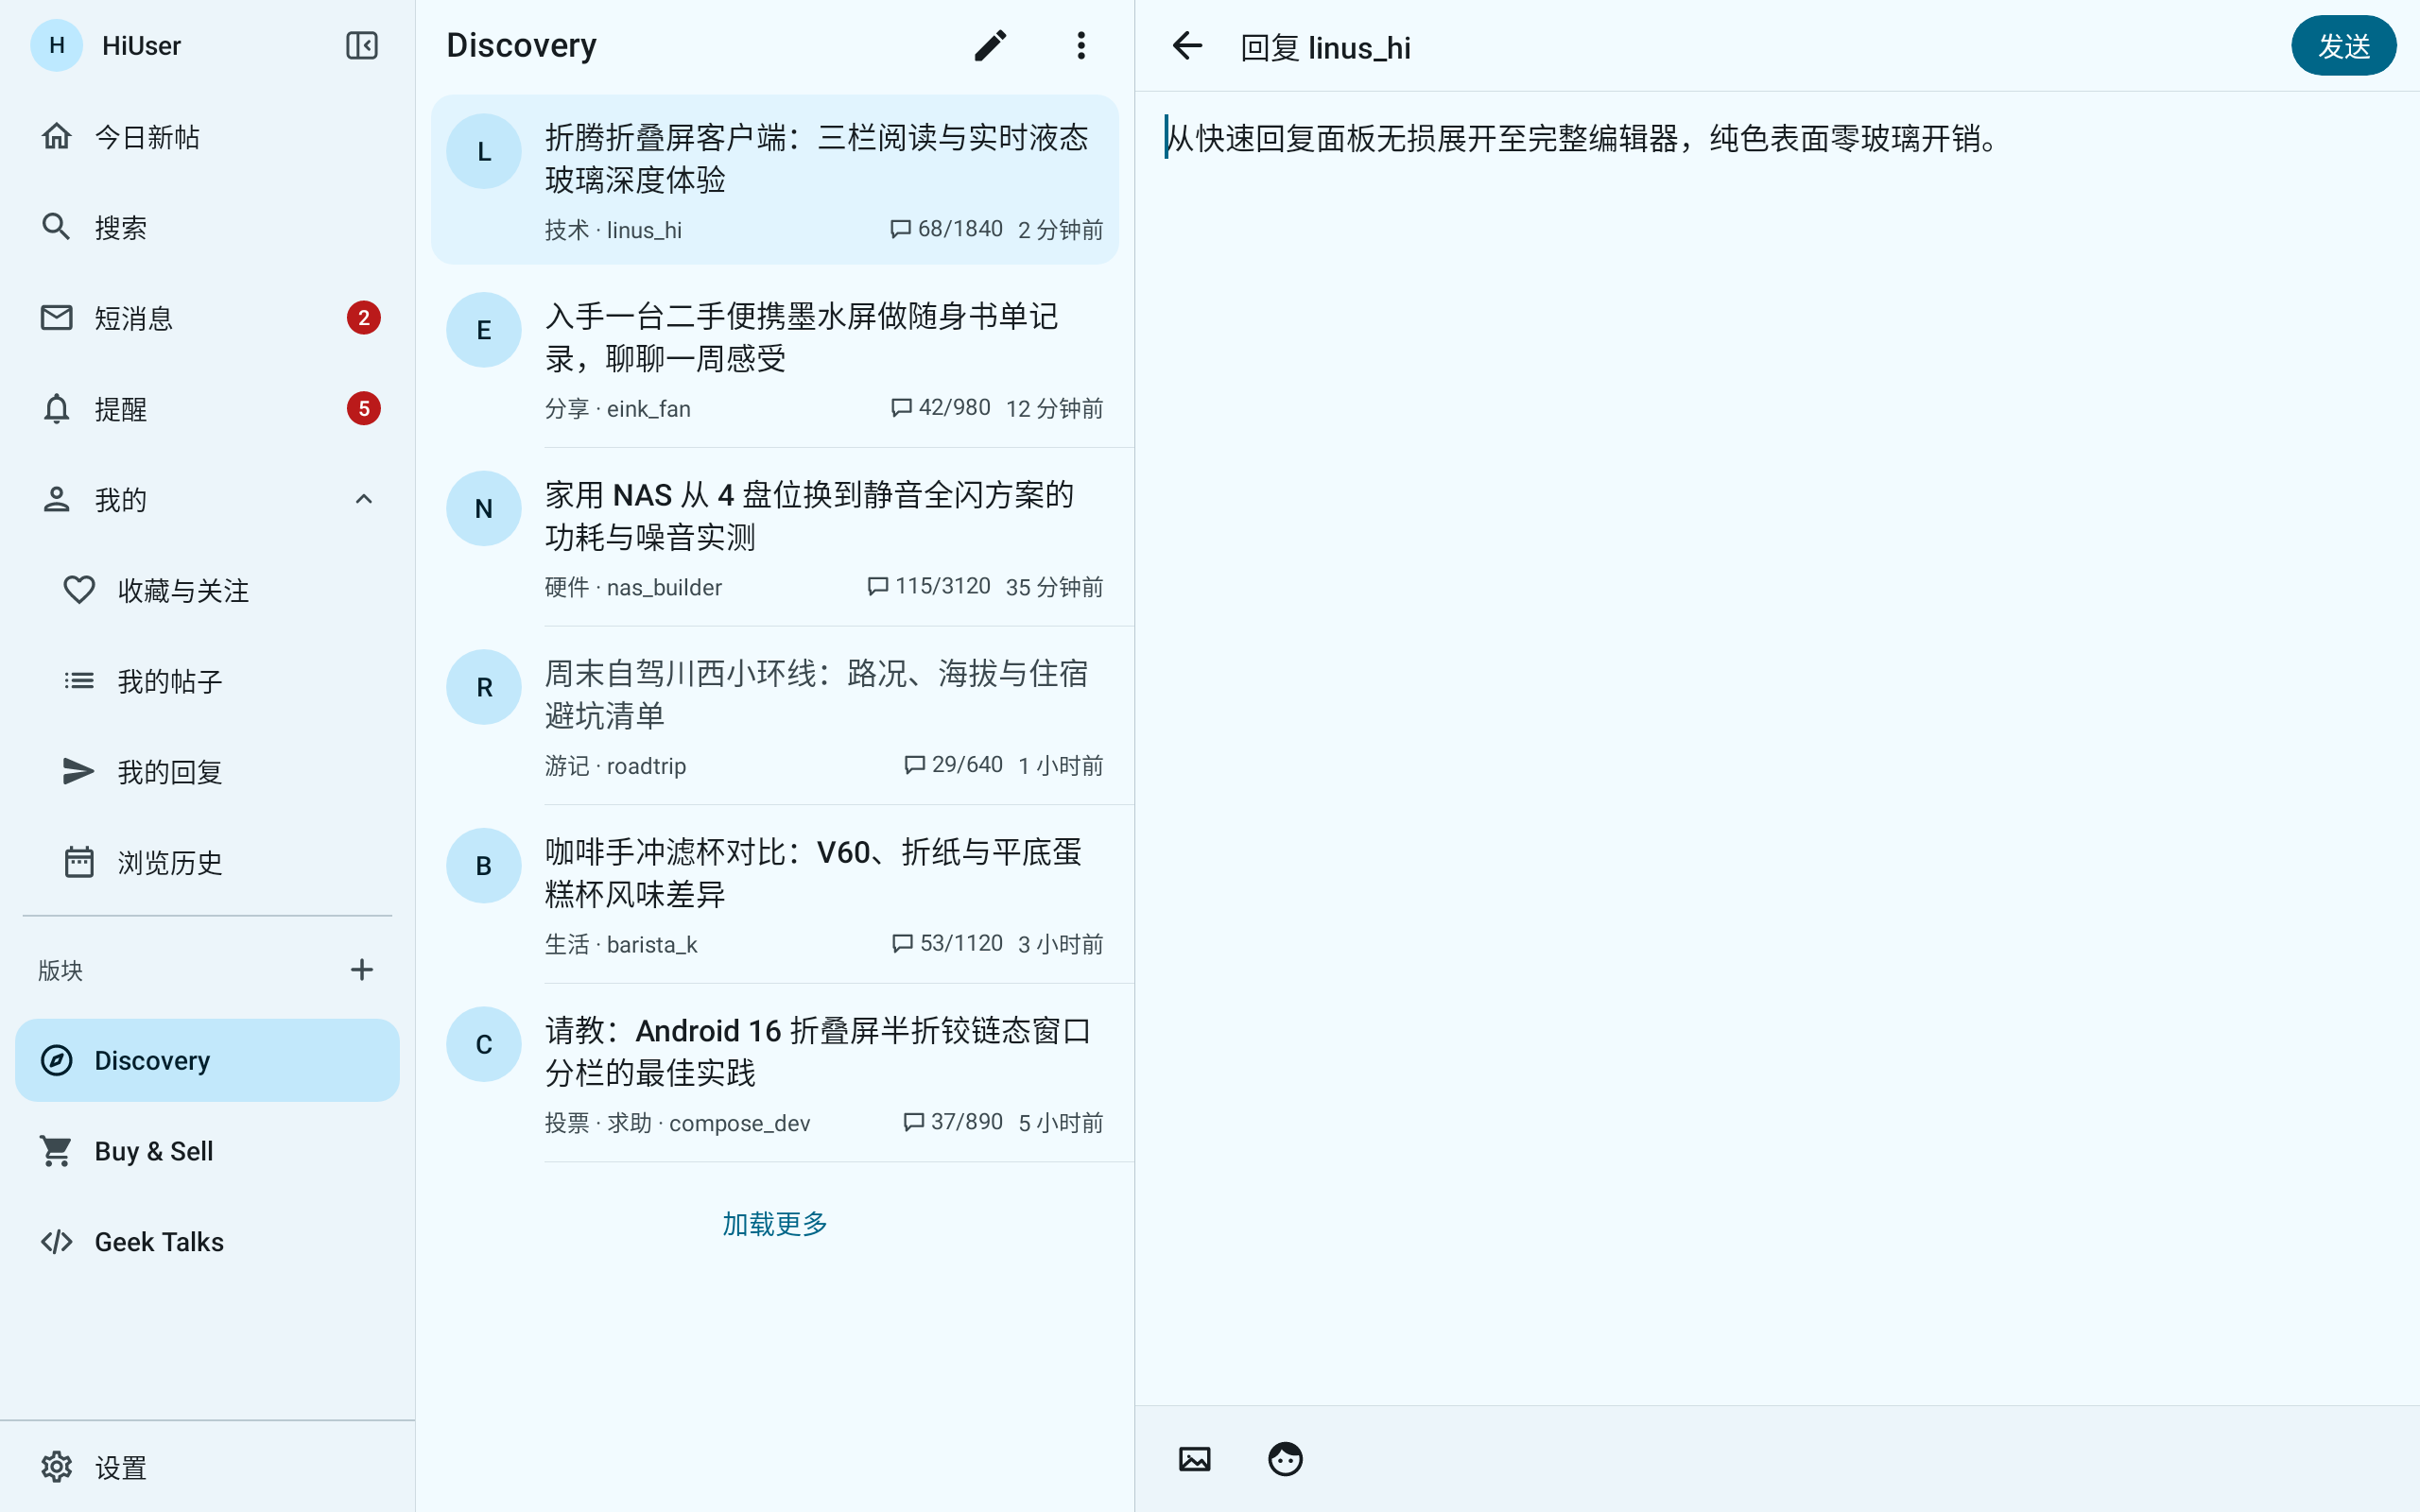 H HiUser
今日新帖
搜索
短消息 2
提醒 5
我的
收藏与关注
我的帖子
我的回复
浏览历史
版块
Discovery
Buy & Sell
Geek Talks
设置
Discovery
L
折腾折叠屏客户端：三栏阅读与实时液态
玻璃深度体验
技术 · linus_hi 68/1840 2 分钟前
E
入手一台二手便携墨水屏做随身书单记
录，聊聊一周感受
分享 · eink_fan 42/980 12 分钟前
N
家用 NAS 从 4 盘位换到静音全闪方案的
功耗与噪音实测
硬件 · nas_builder 115/3120 35 分钟前
R
周末自驾川西小环线：路况、海拔与住宿
避坑清单
游记 · roadtrip 29/640 1 小时前
B
咖啡手冲滤杯对比：V60、折纸与平底蛋
糕杯风味差异
生活 · barista_k 53/1120 3 小时前
C
请教：Android 16 折叠屏半折铰链态窗口
分栏的最佳实践
投票 · 求助 · compose_dev 37/890 5 小时前
加载更多
回复 linus_hi 发送
从快速回复面板无损展开至完整编辑器，纯色表面零玻璃开销。